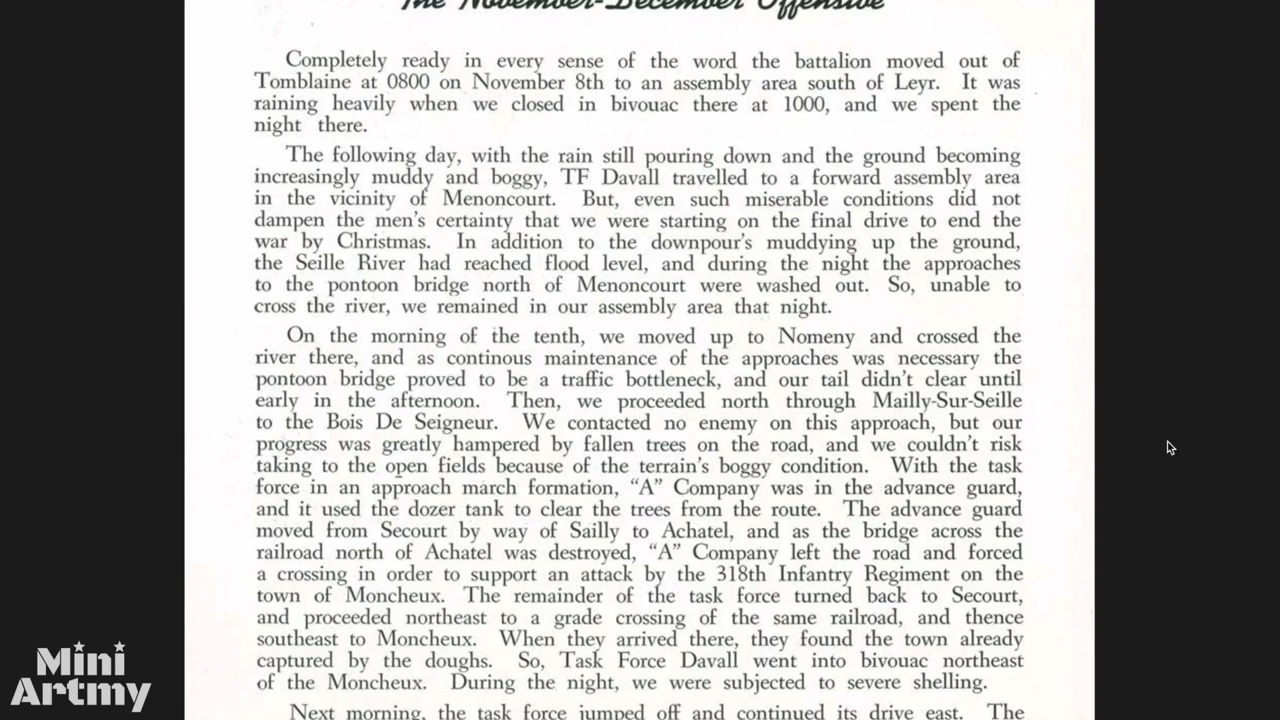 The November-December Offensive
Completely ready in every sense of the word the battalion moved out of
Tomblaine at 0800 on November 8th to an assembly area south of Leyr. It was
raining heavily when we closed in bivouac there at 1000, and we spent the
night there.
The following day, with the rain still pouring down and the ground becoming
increasingly muddy and boggy, TF Davall travelled to a forward assembly area
in the vicinity of Menoncourt. But, even such miserable conditions did not
dampen the men's certainty that we were starting on the final drive to end the
war by Christmas. In addition to the downpour's muddying up the ground,
the Seille River had reached flood level, and during the night the approaches
to the pontoon bridge north of Menoncourt were washed out. So, unable to
cross the river, we remained in our assembly area that night.
On the morning of the tenth, we moved up to Nomeny and crossed the
river there, and as continous maintenance of the approaches was necessary the
pontoon bridge proved to be a traffic bottleneck, and our tail didn't clear until
early in the afternoon. Then, we proceeded north through Mailly-Sur-Seille
to the Bois De Seigneur. We contacted no enemy on this approach, but our
progress was greatly hampered by fallen trees on the road, and we couldn't risk
taking to the open fields because of the terrain's boggy condition. With the task
force in an approach march formation, "A" Company was in the advance guard,
and it used the dozer tank to clear the trees from the route. The advance guard
moved from Secourt by way of Sailly to Achatel, and as the bridge across the
railroad north of Achatel was destroyed, "A" Company left the road and forced
a crossing in order to support an attack by the 318th Infantry Regiment on the
town of Moncheux. The remainder of the task force turned back to Secourt,
and proceeded northeast to a grade crossing of the same railroad, and thence
southeast to Moncheux. When they arrived there, they found the town already
captured by the doughs. So, Task Force Davall went into bivouac northeast
of the Moncheux. During the night, we were subjected to severe shelling.
Next morning, the task force jumped off and continued its drive east. The
Mini
Artmy